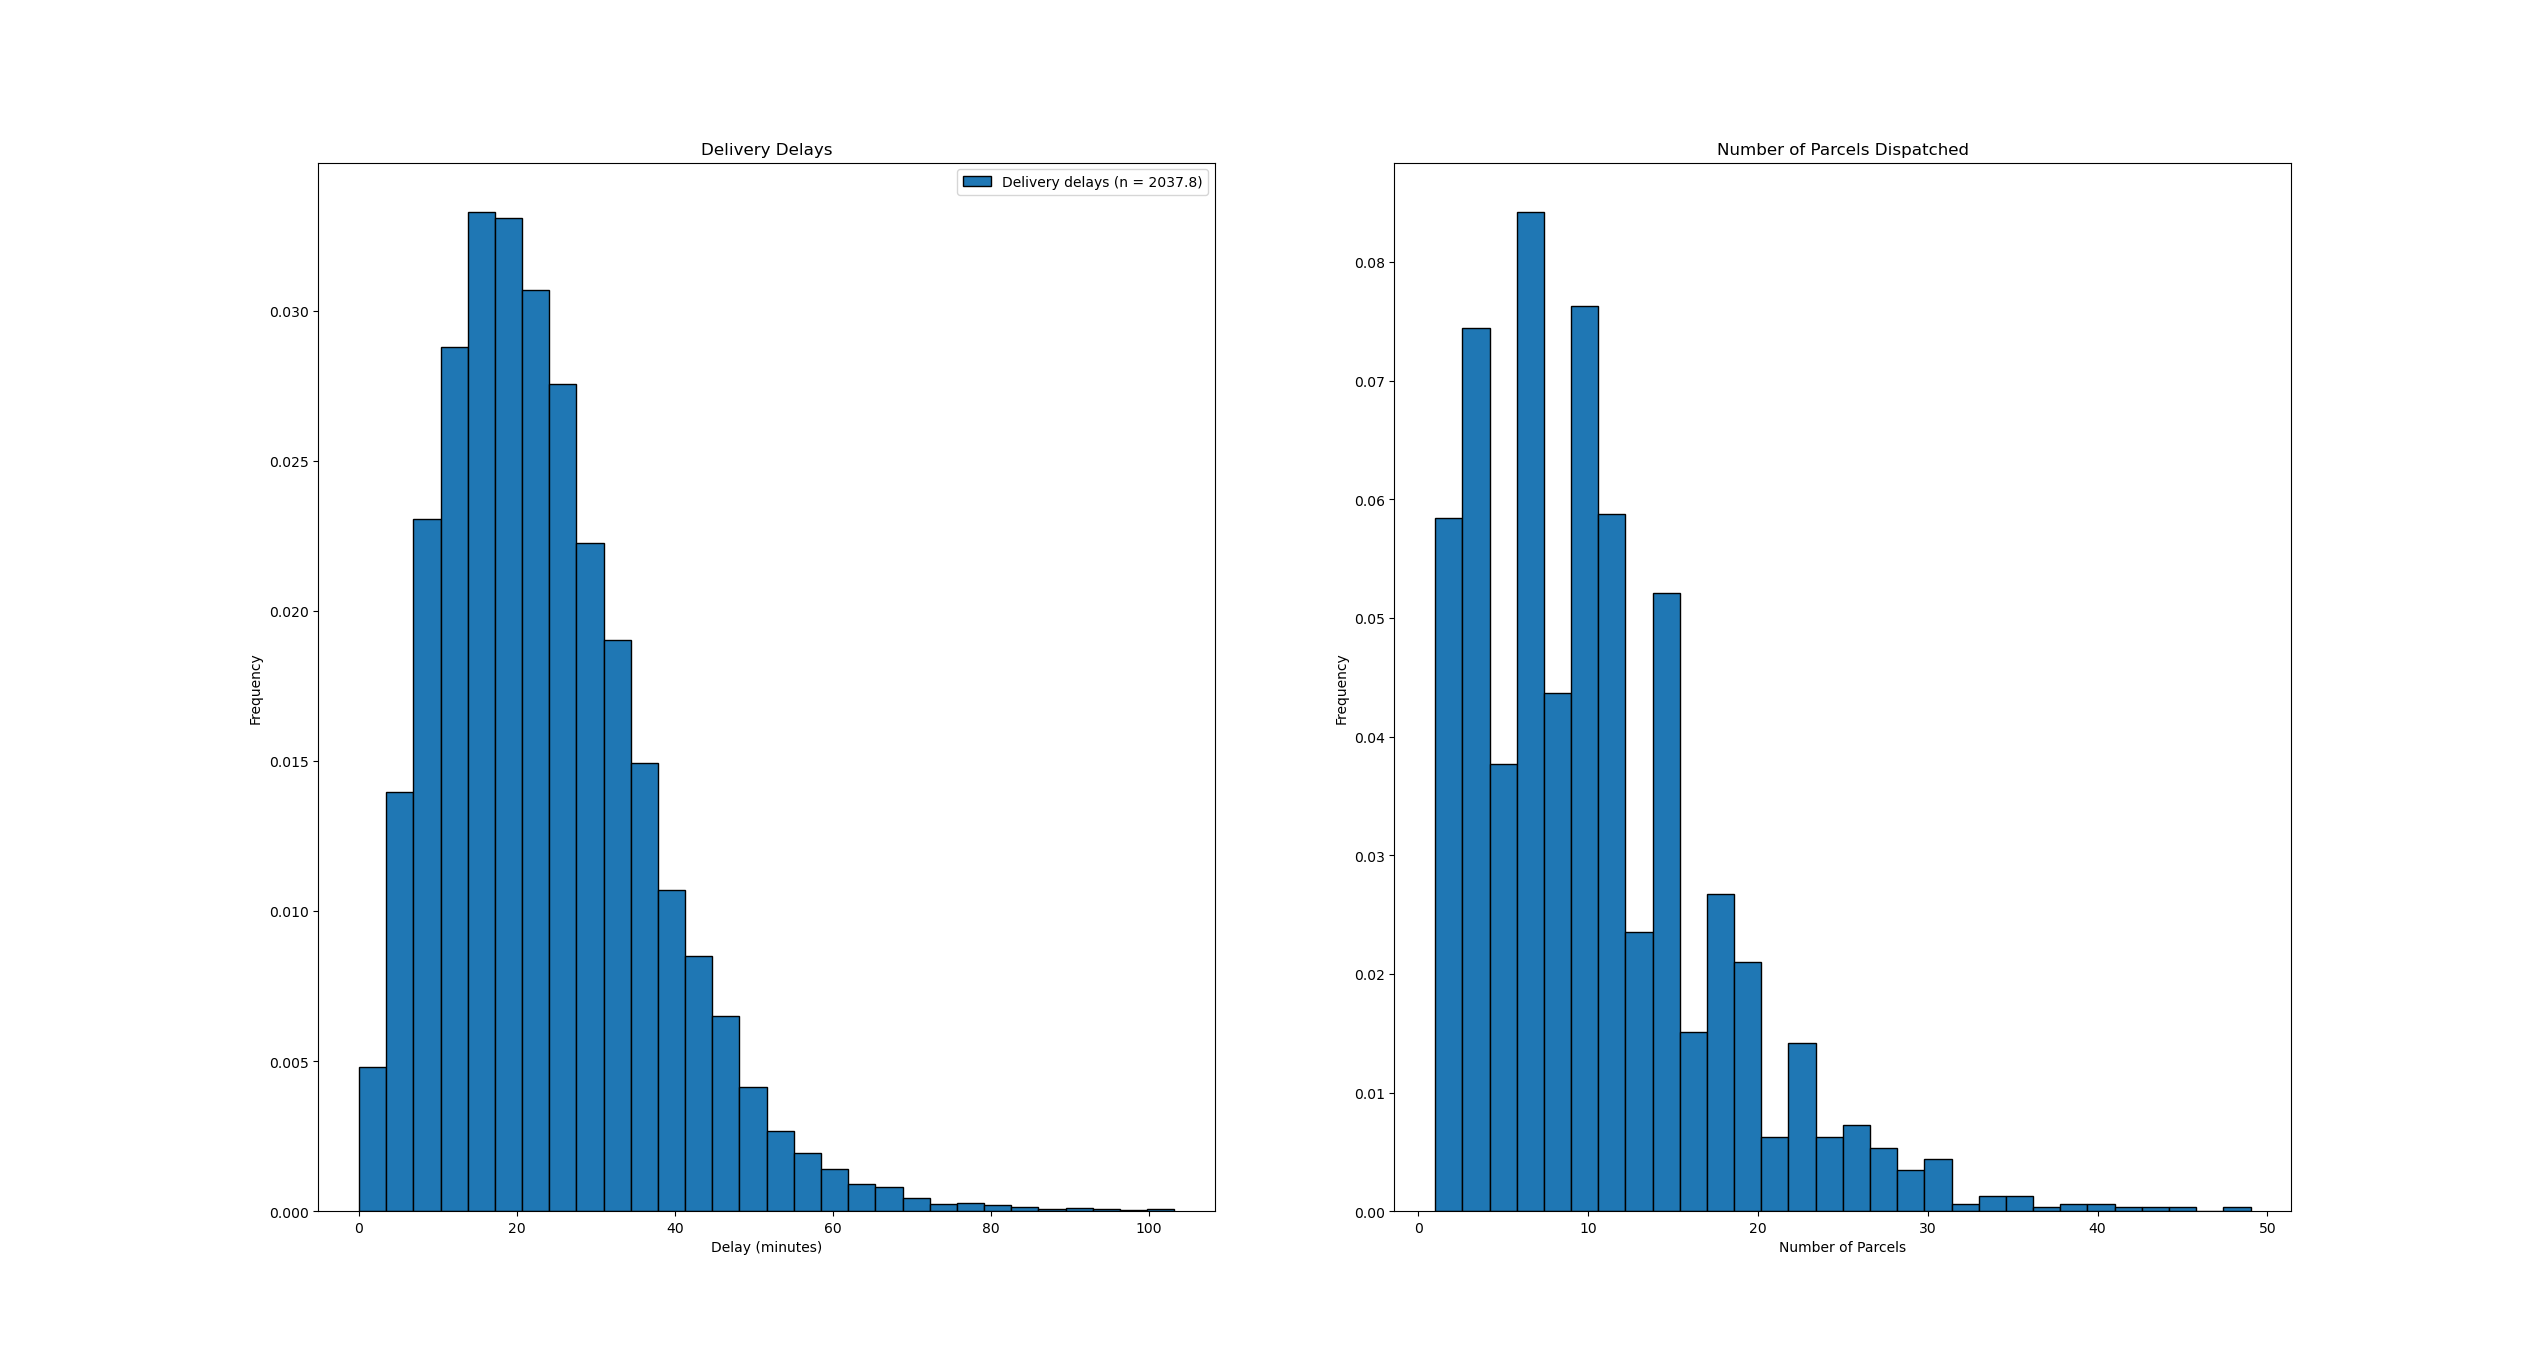 Delivery Delays
Delivery delays (n = 2037.8)
Frequency
0.030
0.025
0.020
0.015
0.010
0.005
0.000
0 20 40 60 80 100
Delay (minutes)
Number of Parcels Dispatched
Frequency
0.08
0.07
0.06
0.05
0.04
0.03
0.02
0.01
0.00
0 10 20 30 40 50
Number of Parcels